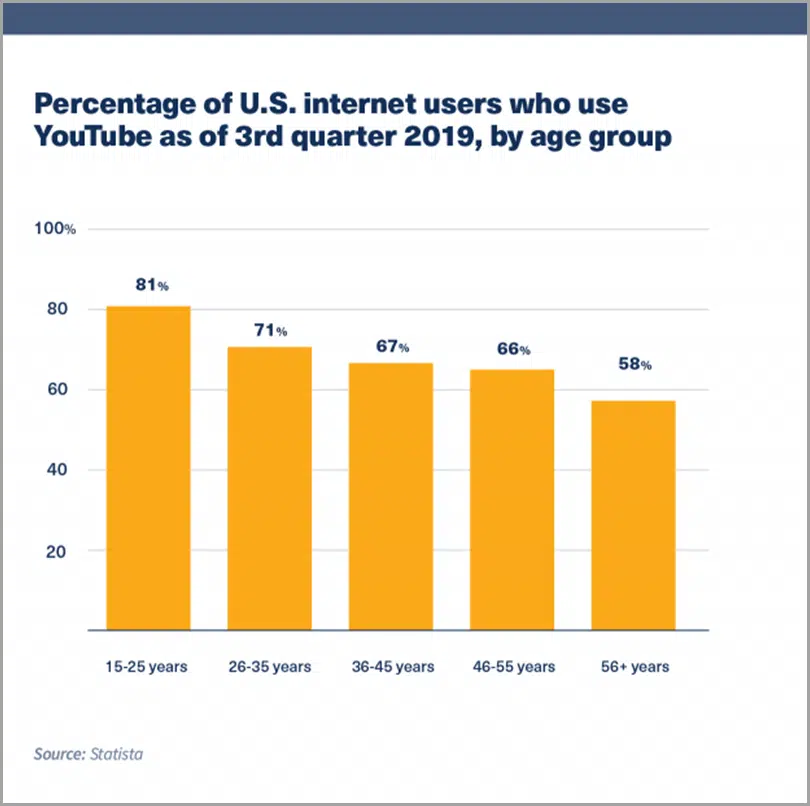 Percentage of U.S. internet users who use
YouTube as of 3rd quarter 2019, by age group
100%
80
60
40
20
81%
71%
67%
66%
58%
15-25 years
26-35 years
36-45 years
46-55 years
56+ years
Source: Statista